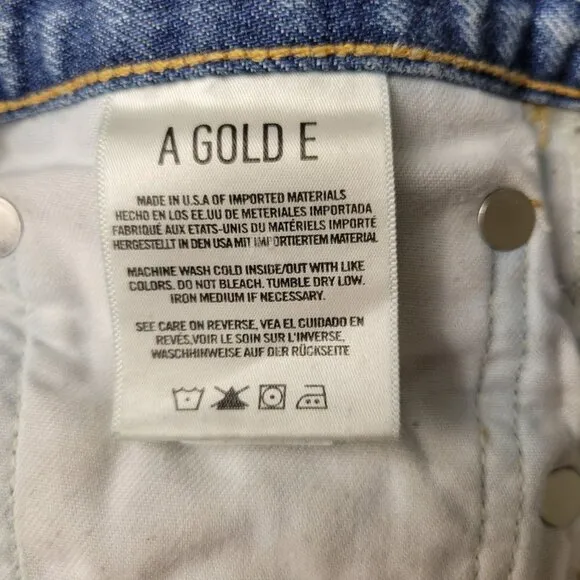 A GOLD E
MADE IN U.S.A OF IMPORTED MATERIALS
HECHO EN LOS EE.UU DE METERIALES IMPORTADA
FABRIQUÉ AUX ETATS-UNIS DU MATÉRIELS IMPORTÉ
HERGESTELLT IN DEN USA MIT IMPORTIERTEM MATERIAL
MACHINE WASH COLD INSIDE/OUT WITH LIKE
COLORS. DO NOT BLEACH. TUMBLE DRY LOW.
IRON MEDIUM IF NECESSARY.
SEE CARE ON REVERSE, VEA EL CUIDADO EN
REVÉS,VOIR LE SOIN SUR L'INVERSE,
WASCHHINWEISE AUF DER RÜCKSEITE